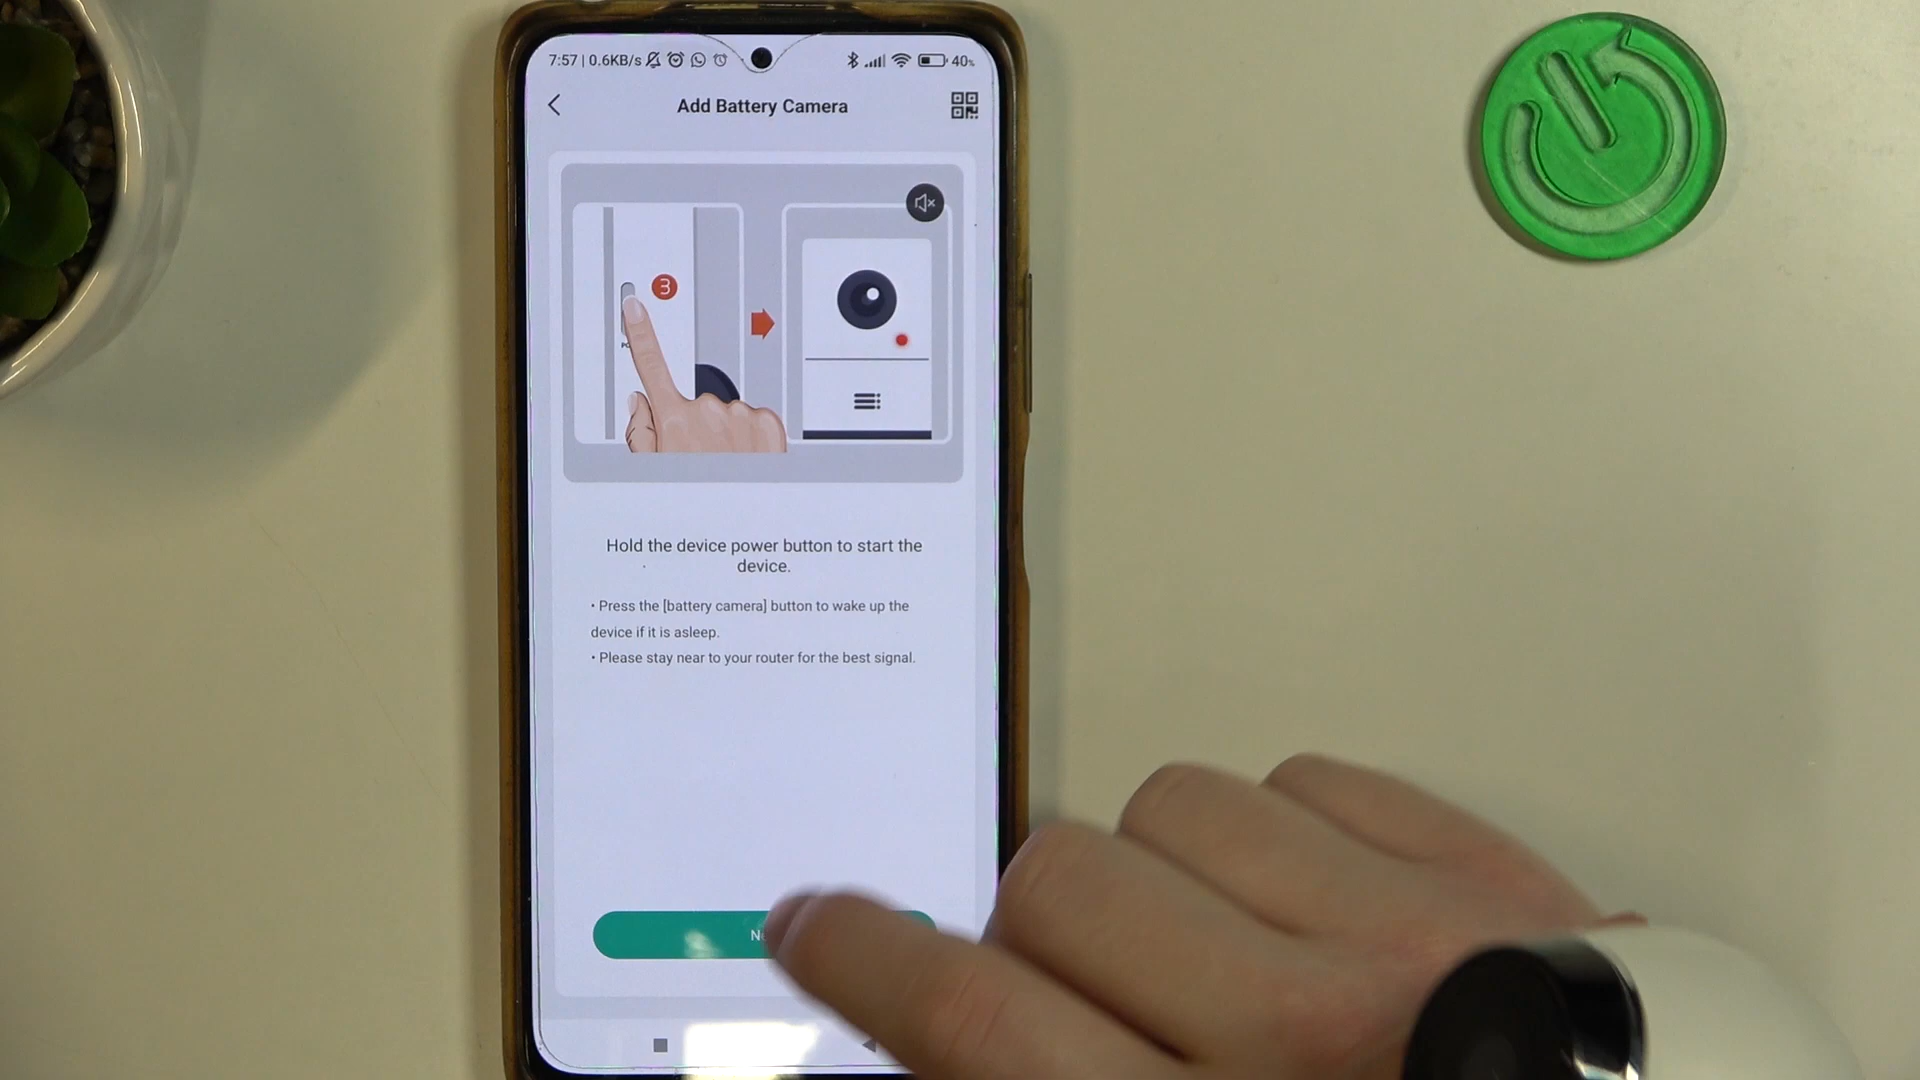 7:57 | 0.6KB/s 40%
Add Battery Camera
3
Hold the device power button to start the
device.
• Press the [battery camera] button to wake up the
device if it is asleep.
• Please stay near to your router for the best signal.